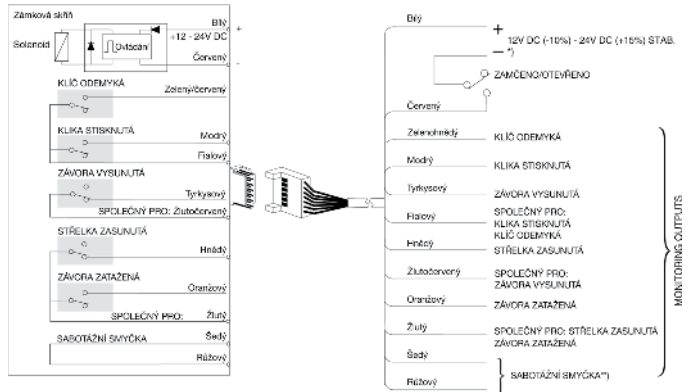 Zámková skříň
Bílý
+
Solanoid
Ovládání
+12 - 24V DC
Červený
-
KLÍČ ODEMYKÁ
Zelený/červený
KLIKA STISKNUTÁ
Modrý
Fialový
ZÁVORA VYSUNUTÁ
Tyrkysový
SPOLEČNÝ PRO: Žlutočervený
STŘELKA ZASUNUTÁ
Hnědý
ZÁVORA ZATAŽENÁ
Oranžový
SPOLEČNÝ PRO: Žlutý
SABOTÁŽNÍ SMYČKA
Šedý
Růžový
Bílý
+
12V DC (-10%) - 24V DC (+15%) STAB.
— *)
ZAMČENO/OTEVŘENO
Červený
Zelenohnědý
KLÍČ ODEMYKÁ
Modrý
KLIKA STISKNUTÁ
Tyrkysový
ZÁVORA VYSUNUTÁ
Fialový
SPOLEČNÝ PRO:
KLIKA STISKNUTÁ
KLÍČ ODEMYKÁ
Hnědý
STŘELKA ZASUNUTÁ
Žlutočervený
SPOLEČNÝ PRO:
ZÁVORA VYSUNUTÁ
Oranžový
ZÁVORA ZATAŽENÁ
Žlutý
SPOLEČNÝ PRO: STŘELKA ZASUNUTÁ
ZÁVORA ZATAŽENÁ
Šedý
SABOTÁŽNÍ SMYČKA**)
Růžový
MONITORING OUTPUTS